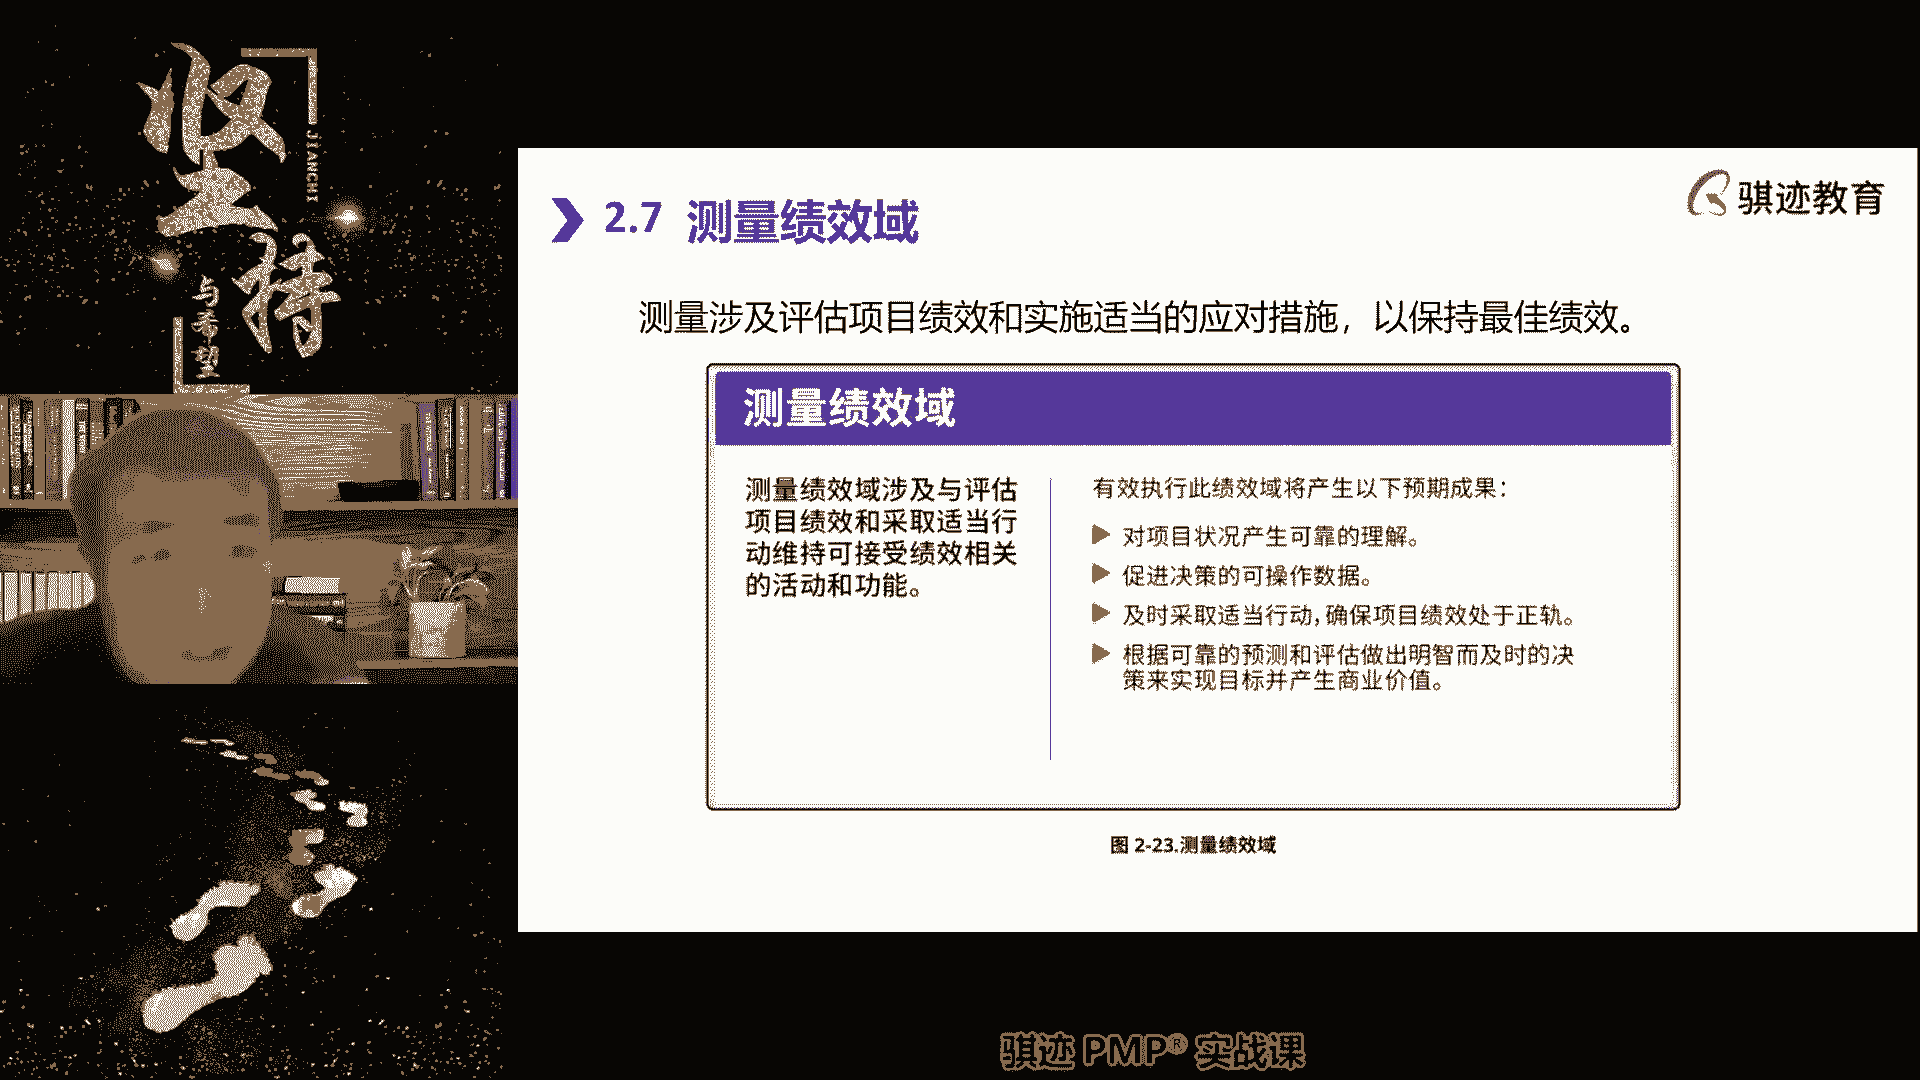 坚持
JIANCHI
与希望
骐迹教育
2.7 测量绩效域
测量涉及评估项目绩效和实施适当的应对措施，以保持最佳绩效。
测量绩效域
测量绩效域涉及与评估
项目绩效和采取适当行
动维持可接受绩效相关
的活动和功能。
有效执行此绩效域将产生以下预期成果：
对项目状况产生可靠的理解。
促进决策的可操作数据。
及时采取适当行动，确保项目绩效处于正轨。
根据可靠的预测和评估做出明智而及时的决
策来实现目标并产生商业价值。
图 2-23.测量绩效域
骐迹 PMP® 实战课